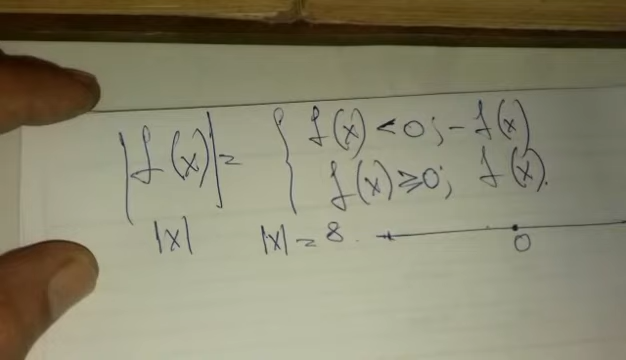 |f(x)| = { f(x) < 0; -f(x)
f(x) ≥ 0; f(x).
|x| |x| = 8.
0